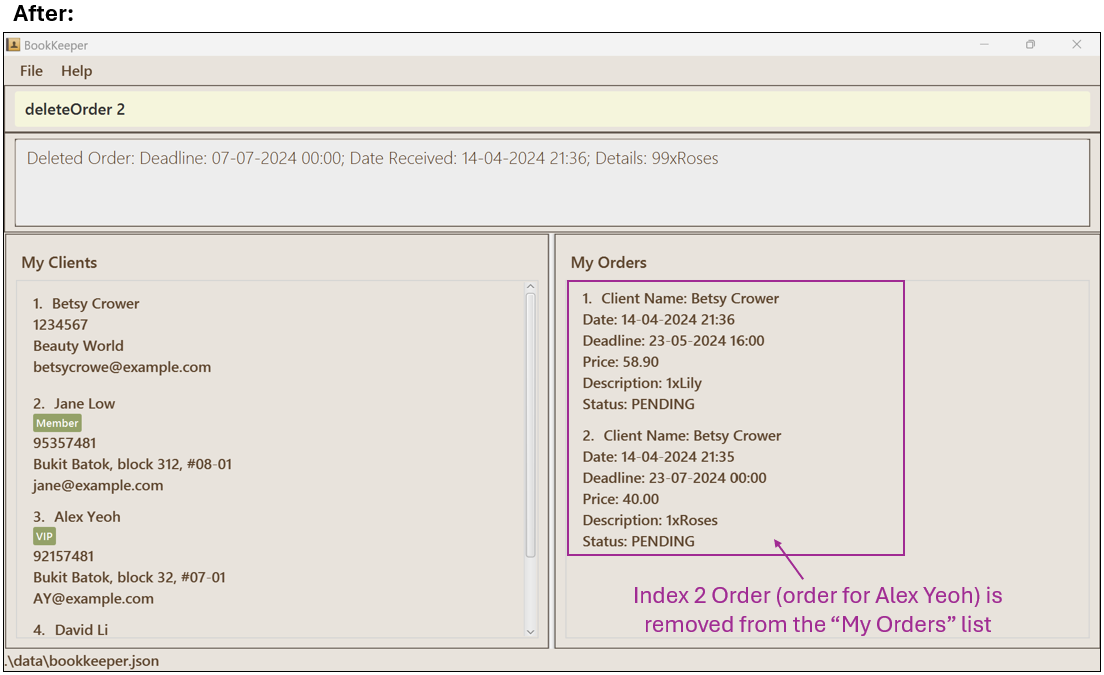 After:
BookKeeper
File Help
deleteOrder 2
Deleted Order: Deadline: 07-07-2024 00:00; Date Received: 14-04-2024 21:36; Details: 99xRoses
My Clients
1. Betsy Crower
1234567
Beauty World
betsycrowe@example.com
2. Jane Low
Member
95357481
Bukit Batok, block 312, #08-01
jane@example.com
3. Alex Yeoh
VIP
92157481
Bukit Batok, block 32, #07-01
AY@example.com
4. David Li
My Orders
1. Client Name: Betsy Crower
Date: 14-04-2024 21:36
Deadline: 23-05-2024 16:00
Price: 58.90
Description: 1xLily
Status: PENDING
2. Client Name: Betsy Crower
Date: 14-04-2024 21:35
Deadline: 23-07-2024 00:00
Price: 40.00
Description: 1xRoses
Status: PENDING
Index 2 Order (order for Alex Yeoh) is
removed from the “My Orders” list
.\data\bookkeeper.json